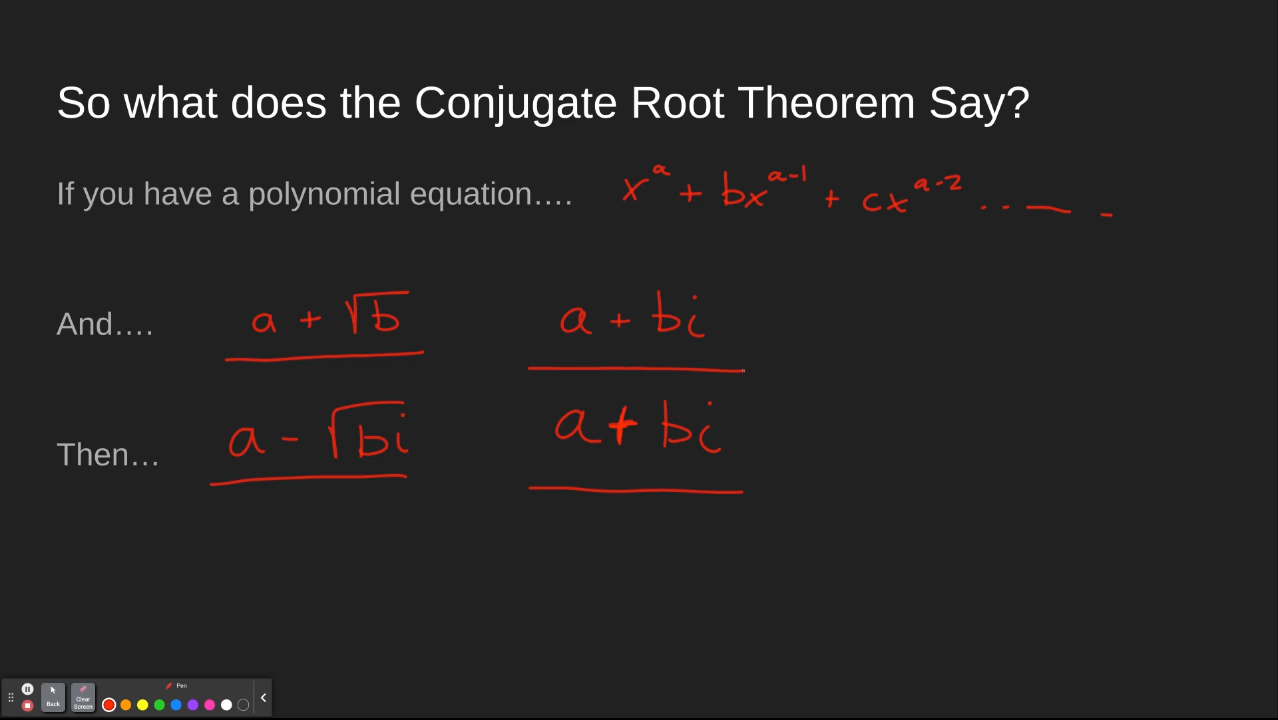 So what does the Conjugate Root Theorem Say?
If you have a polynomial equation…. x^a + bx^(a-1) + cx^(a-2) .. — -
And…. a + √b a + bi
Then… a - √bi a + bi
Pen
Back
Clear
Screen